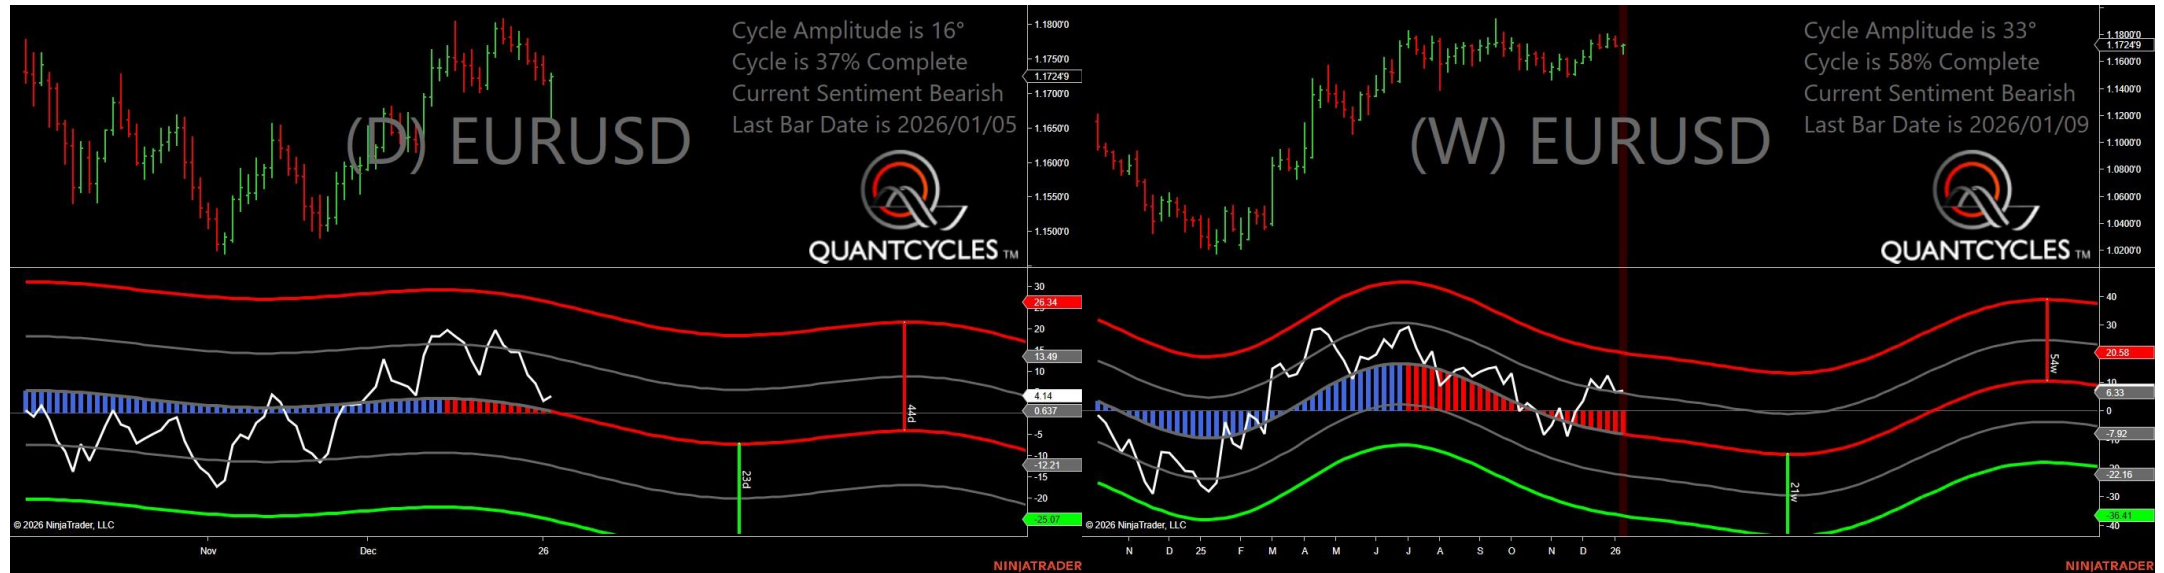 Cycle Amplitude is 16°
Cycle is 37% Complete
Current Sentiment Bearish
Last Bar Date is 2026/01/05
(D) EURUSD
QUANTCYCLES TM
1.1800'0
1.1750'0
1.1724'9
1.1700'0
1.1650'0
1.1600'0
1.1550'0
1.1500'0
30
26.34
20
15
13.49
10
4.14
0.637
-5
-10
-12.21
-15
-20
-25.07
44d
23d
© 2026 NinjaTrader, LLC
Nov
Dec
26
NINJATRADER
Cycle Amplitude is 33°
Cycle is 58% Complete
Current Sentiment Bearish
Last Bar Date is 2026/01/09
(W) EURUSD
QUANTCYCLES TM
1.1800'0
1.1724'9
1.1600'0
1.1400'0
1.1200'0
1.1000'0
1.0800'0
1.0600'0
1.0400'0
1.0200'0
40
30
20.58
10
6.33
0
-7.92
-22.16
-30
-36.41
-40
54w
21w
© 2026 NinjaTrader, LLC
N
D
25
F
M
A
M
J
J
A
S
O
N
D
26
NINJATRADER